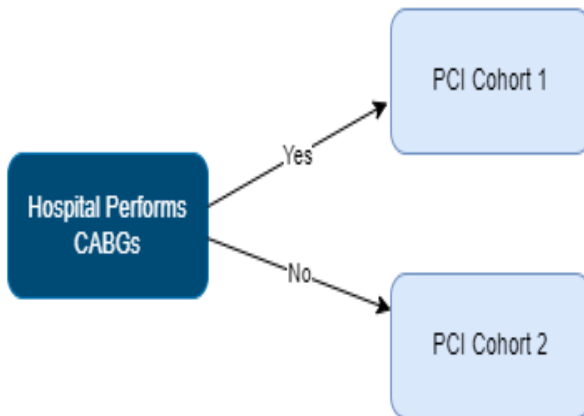 PCI Cohort 1
Yes
Hospital Performs
CABGs
No
PCI Cohort 2